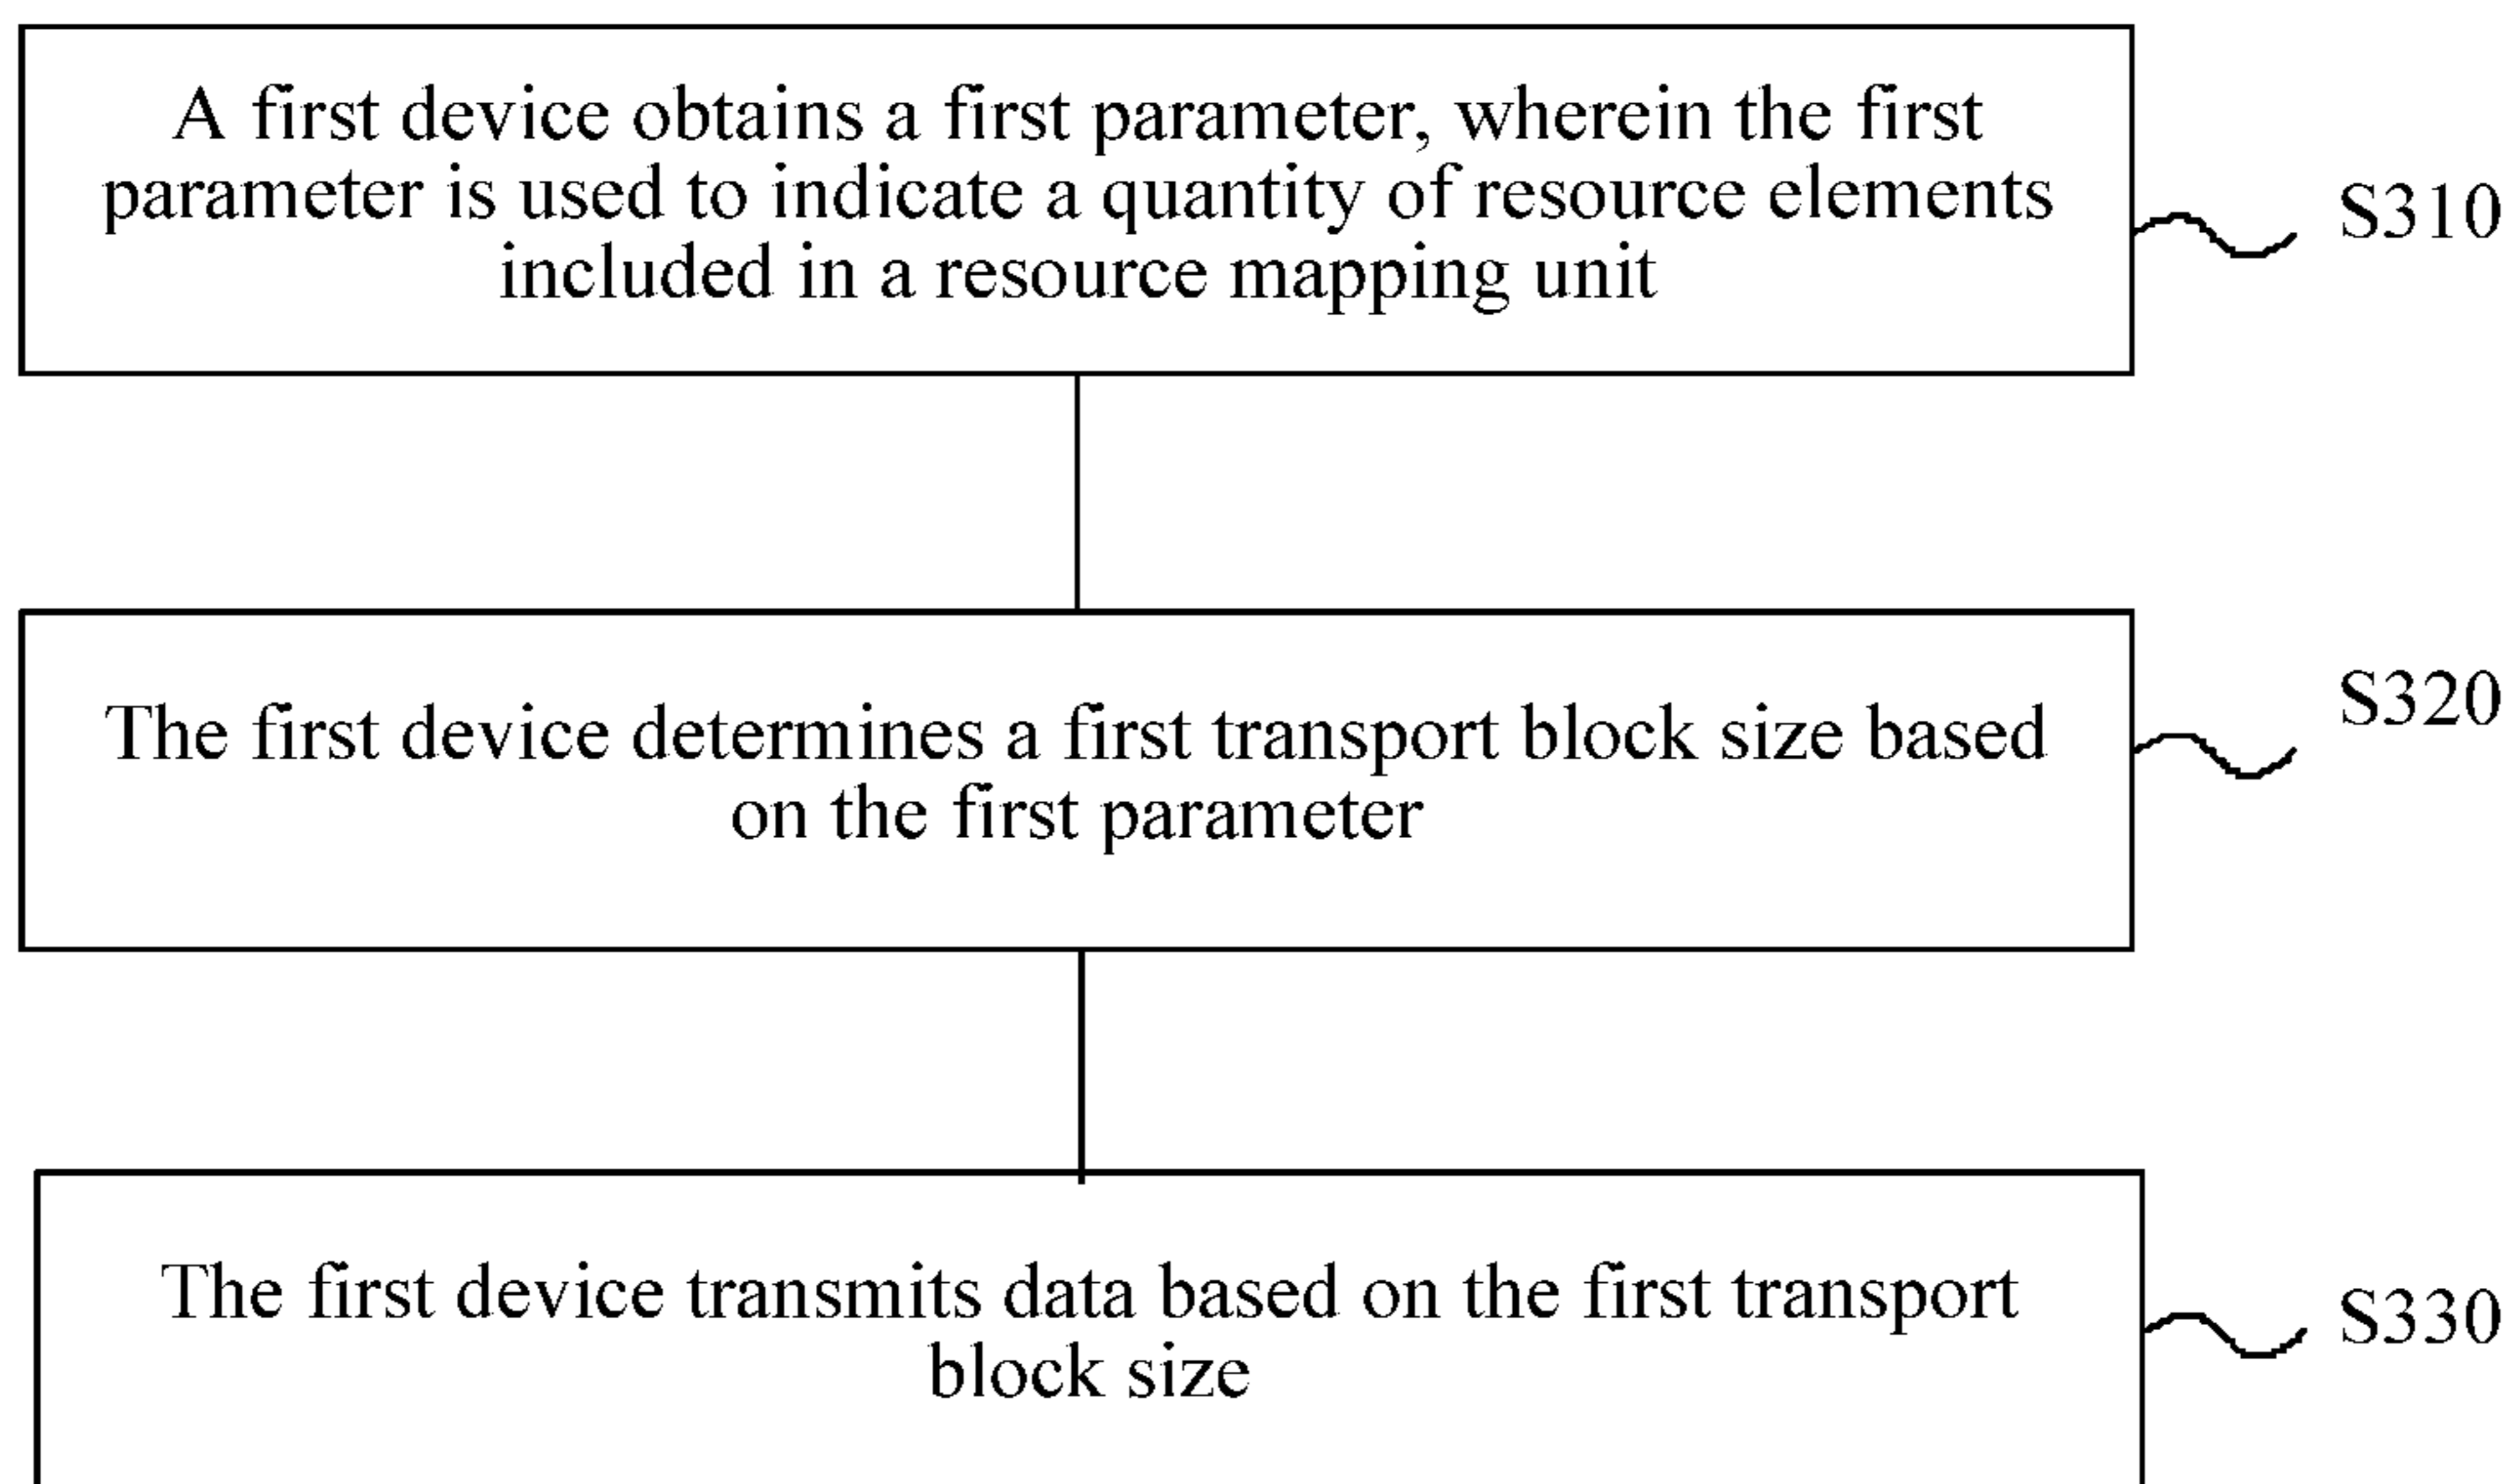 A first device obtains a first parameter, wherein the first
parameter is used to indicate a quantity of resource elements
included in a resource mapping unit
S310
The first device determines a first transport block size based
on the first parameter
S320
The first device transmits data based on the first transport
block size
S330